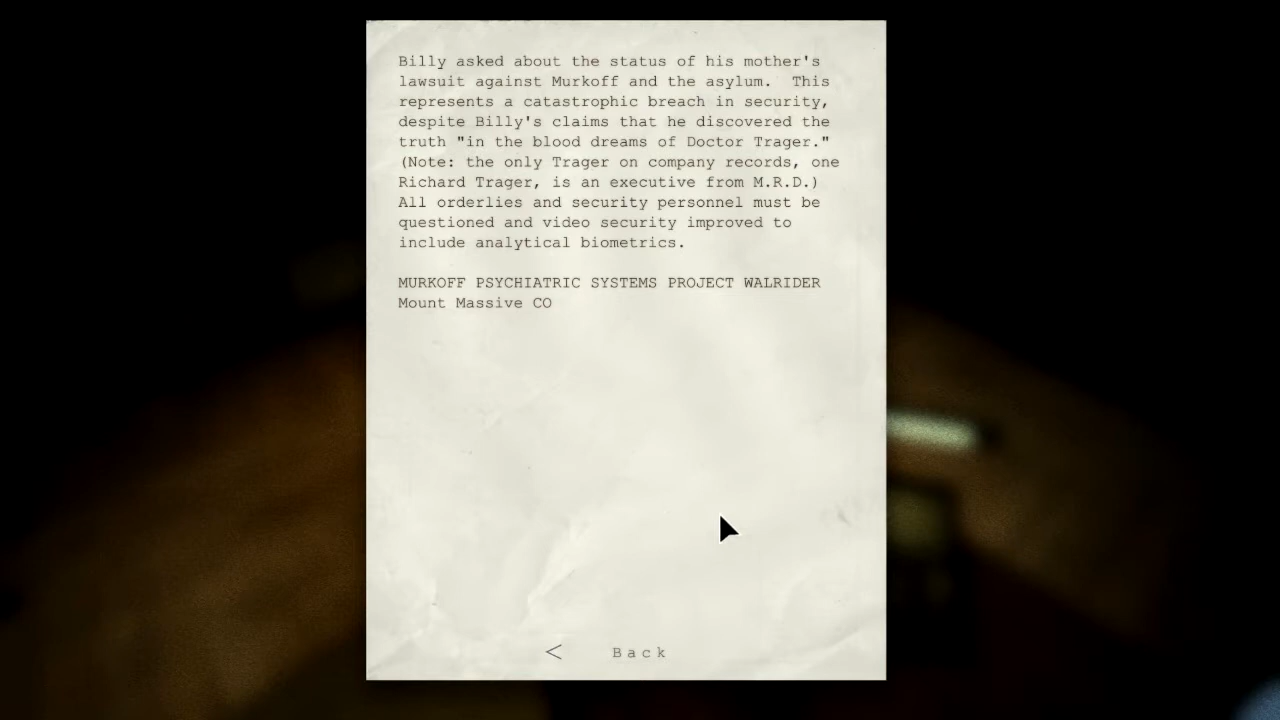 Billy asked about the status of his mother's
lawsuit against Murkoff and the asylum.  This
represents a catastrophic breach in security,
despite Billy's claims that he discovered the
truth "in the blood dreams of Doctor Trager."
(Note: the only Trager on company records, one
Richard Trager, is an executive from M.R.D.)
All orderlies and security personnel must be
questioned and video security improved to
include analytical biometrics.
MURKOFF PSYCHIATRIC SYSTEMS PROJECT WALRIDER
Mount Massive CO
< Back